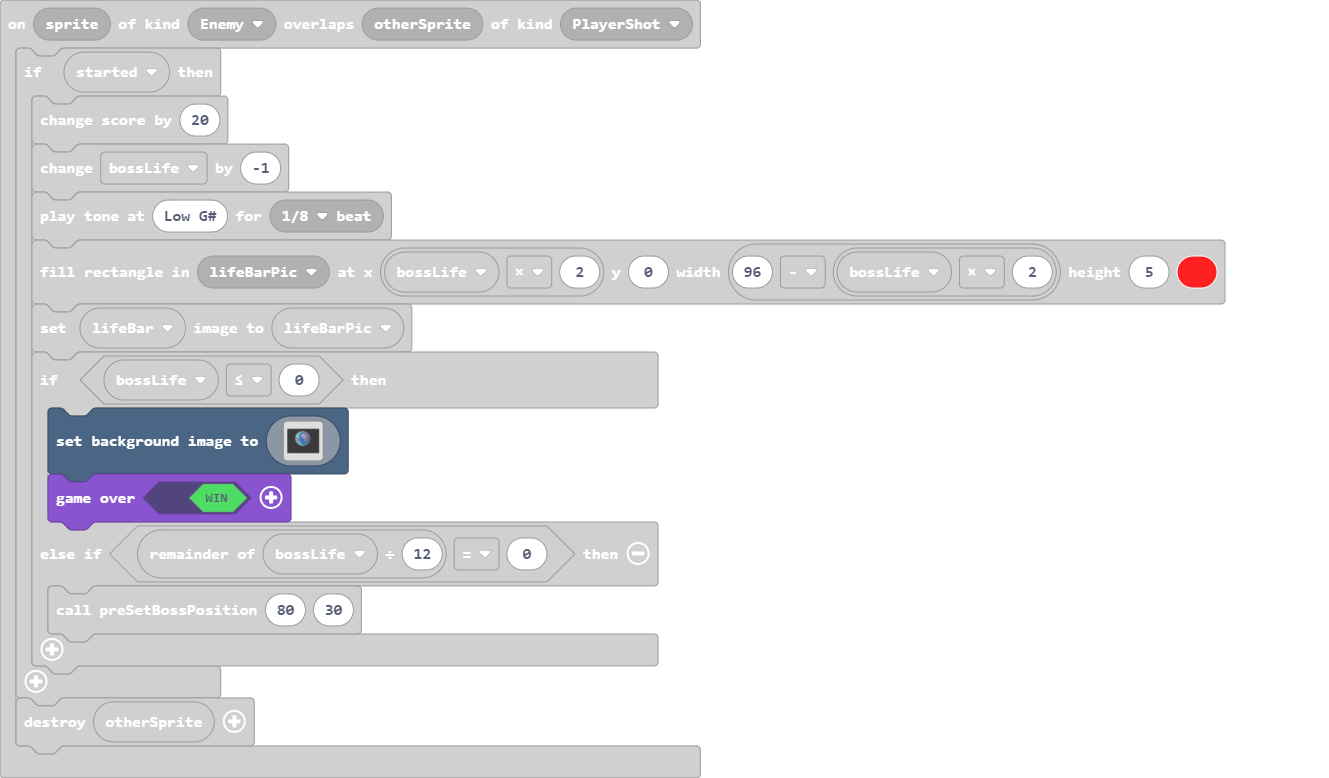 on sprite of kind Enemy overlaps otherSprite of kind PlayerShot
if started then
change score by 20
change bossLife by -1
play tone at Low G# for 1/8 beat
fill rectangle in lifeBarPic at x bossLife × 2 y 0 width 96 - bossLife × 2 height 5
set lifeBar image to lifeBarPic
if bossLife ≤ 0 then
set background image to
game over WIN
else if remainder of bossLife ÷ 12 = 0 then
call preSetBossPosition 80 30
destroy otherSprite